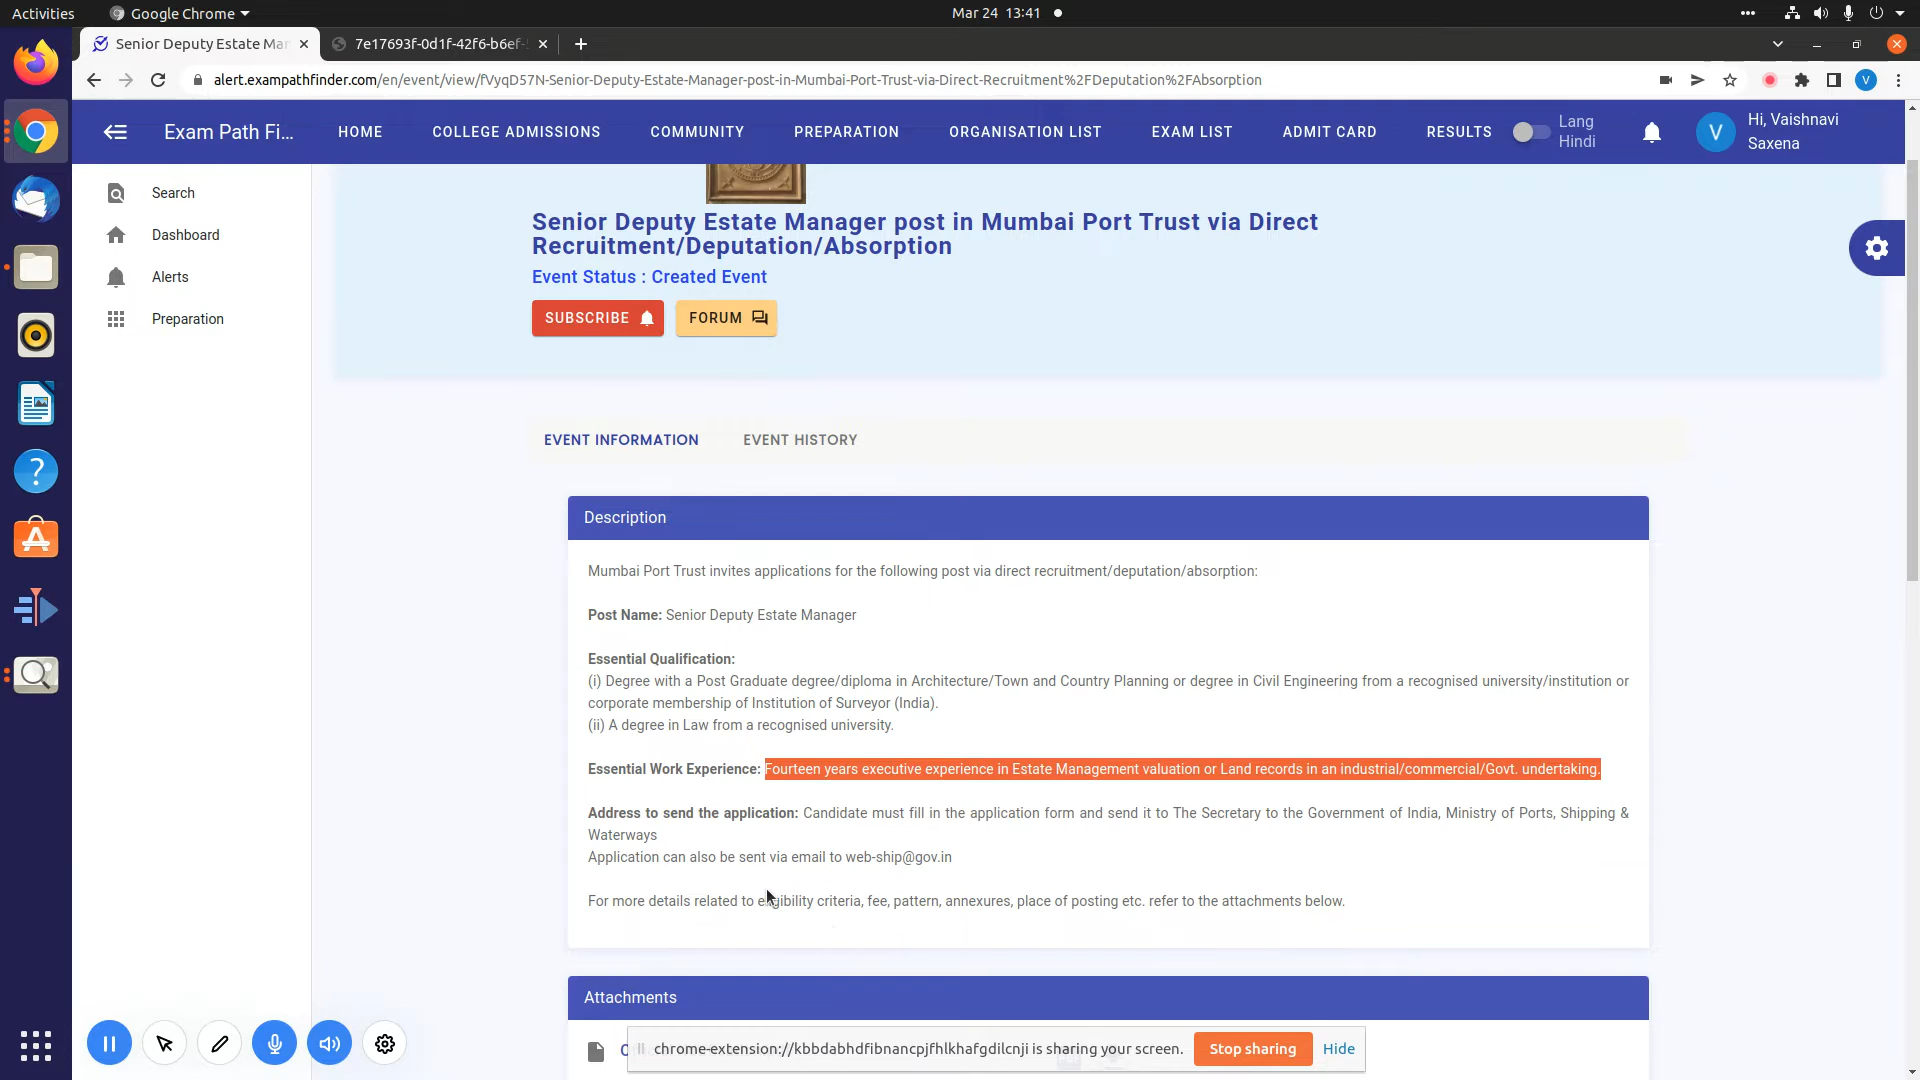 Activities
Google Chrome
Mar 24 13:41
Senior Deputy Estate Mar
7e17693f-0d1f-42f6-b6ef-
alert.exampathfinder.com/en/event/view/fVyqD57N-Senior-Deputy-Estate-Manager-post-in-Mumbai-Port-Trust-via-Direct-Recruitment%2FDeputation%2FAbsorption
V
Exam Path Fi...
HOME
COLLEGE ADMISSIONS
COMMUNITY
PREPARATION
ORGANISATION LIST
EXAM LIST
ADMIT CARD
RESULTS
Lang
Hindi
V
Hi, Vaishnavi
Saxena
Search
Dashboard
Alerts
Preparation
Senior Deputy Estate Manager post in Mumbai Port Trust via Direct
Recruitment/Deputation/Absorption
Event Status : Created Event
SUBSCRIBE
FORUM
EVENT INFORMATION
EVENT HISTORY
Description
Mumbai Port Trust invites applications for the following post via direct recruitment/deputation/absorption:
Post Name: Senior Deputy Estate Manager
Essential Qualification:
(i) Degree with a Post Graduate degree/diploma in Architecture/Town and Country Planning or degree in Civil Engineering from a recognised university/institution or
corporate membership of Institution of Surveyor (India).
(ii) A degree in Law from a recognised university.
Essential Work Experience: Fourteen years executive experience in Estate Management valuation or Land records in an industrial/commercial/Govt. undertaking.
Address to send the application: Candidate must fill in the application form and send it to The Secretary to the Government of India, Ministry of Ports, Shipping &
Waterways
Application can also be sent via email to web-ship@gov.in
For more details related to eligibility criteria, fee, pattern, annexures, place of posting etc. refer to the attachments below.
Attachments
chrome-extension://kbbdabhdfibnancpjfhlkhafgdilcnji is sharing your screen.
Stop sharing
Hide